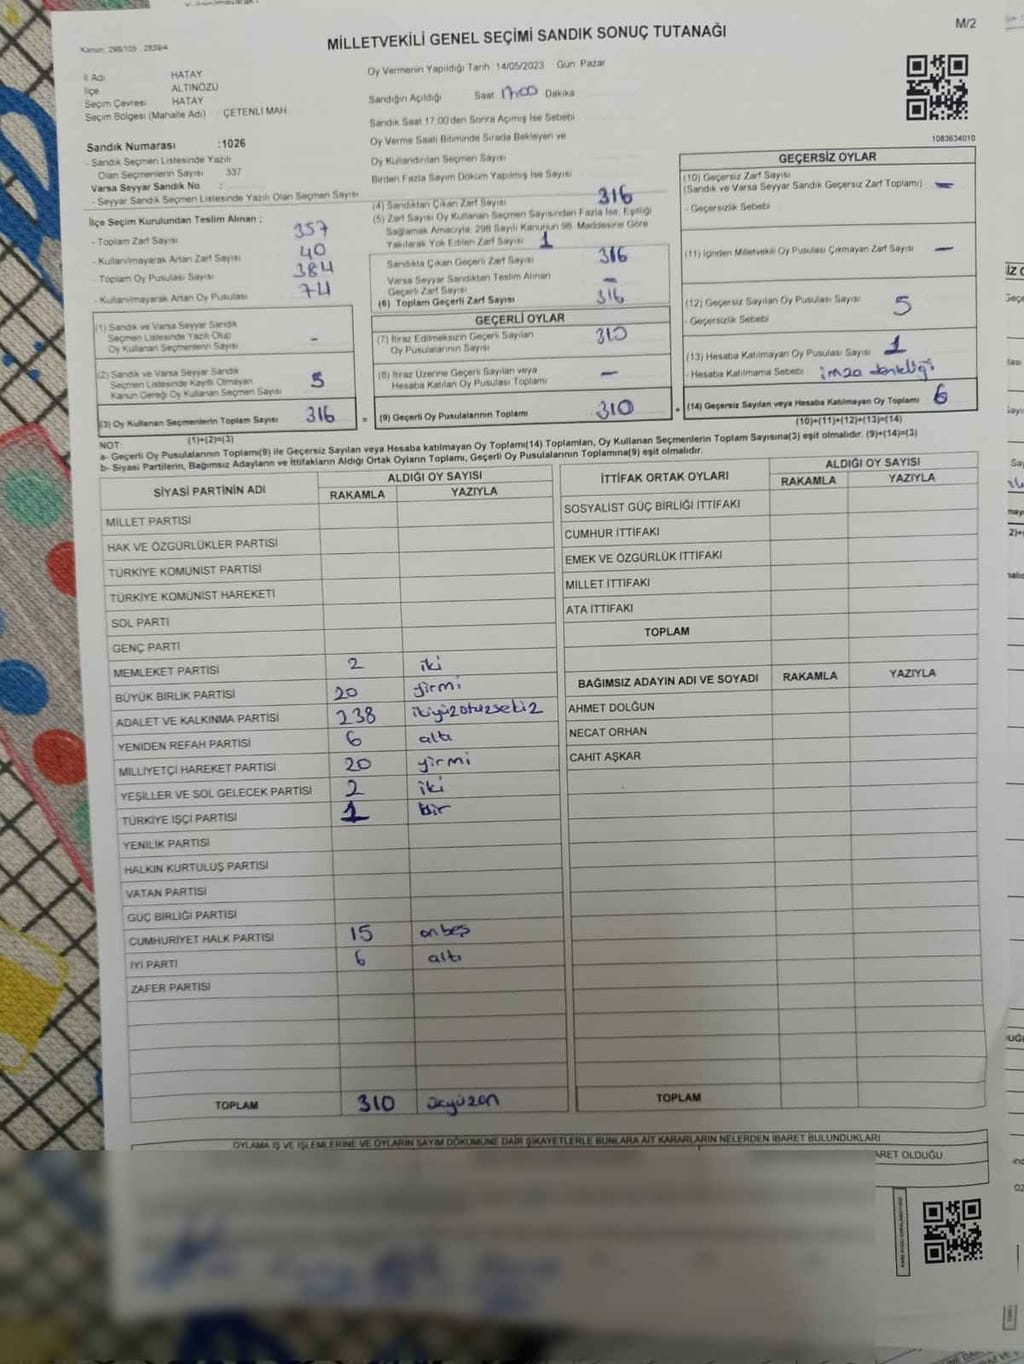 M/2
Kanun: 298/105 , 2839/4
MİLLETVEKİLİ GENEL SEÇİMİ SANDIK SONUÇ TUTANAĞI
İl Adı HATAY
İlçe ALTINÖZÜ
Seçim Çevresi HATAY
Seçim Bölgesi (Mahalle Adı) ÇETENLİ MAH.
Sandık Numarası :1026
- Sandık Seçmen Listesinde Yazılı
Olan Seçmenlerin Sayısı 337
Varsa Seyyar Sandık No :
- Seyyar Sandık Seçmen Listesinde Yazılı Olan Seçmen Sayısı
İlçe Seçim Kurulundan Teslim Alınan ;
- Toplam Zarf Sayısı 357
- Kullanılmayarak Artan Zarf Sayısı 40
- Toplam Oy Pusulası Sayısı 384
- Kullanılmayarak Artan Oy Pusulası 74
(1) Sandık ve Varsa Seyyar Sandık
Seçmen Listesinde Yazılı Olup
Oy Kullanan Seçmenlerin Sayısı -
(2) Sandık ve Varsa Seyyar Sandık
Seçmen Listesinde Kayıtlı Olmayan
Kanun Gereği Oy Kullanan Seçmen Sayısı 5
(3) Oy Kullanan Seçmenlerin Toplam Sayısı 316
(1)+(2)=(3)
Oy Vermenin Yapıldığı Tarih :14/05/2023 Gün: Pazar
Sandığın Açıldığı Saat 17:00 Dakika
Sandık Saat 17:00'den Sonra Açılmış İse Sebebi
Oy Verme Saati Bitiminde Sırada Bekleyen ve
Oy Kullandırılan Seçmen Sayısı
Birden Fazla Sayım Döküm Yapılmış İse Sayısı
(4) Sandıktan Çıkan Zarf Sayısı 316
(5) Zarf Sayısı Oy Kullanan Seçmen Sayısından Fazla İse, Eşitliği
Sağlamak Amacıyla, 298 Sayılı Kanunun 98. Maddesine Göre
Yakılarak Yok Edilen Zarf Sayısı 1
Sandıkta Çıkan Geçerli Zarf Sayısı 316
Varsa Seyyar Sandıktan Teslim Alınan
Geçerli Zarf Sayısı -
(6) Toplam Geçerli Zarf Sayısı 316
GEÇERLİ OYLAR
(7) İtiraz Edilmeksizin Geçerli Sayılan
Oy Pusulalarının Sayısı 310
(8) İtiraz Üzerine Geçerli Sayılan veya
Hesaba Katılan Oy Pusulası Toplamı -
= (9) Geçerli Oy Pusulalarının Toplamı 310
1083634010
GEÇERSİZ OYLAR
(10) Geçersiz Zarf Sayısı
(Sandık ve Varsa Seyyar Sandık Geçersiz Zarf Toplamı) -
- Geçersizlik Sebebi
(11) İçinden Milletvekili Oy Pusulası Çıkmayan Zarf Sayısı -
(12) Geçersiz Sayılan Oy Pusulası Sayısı 5
- Geçersizlik Sebebi
(13) Hesaba Katılmayan Oy Pusulası Sayısı 1
- Hesaba Katılmama Sebebi imza denkliği
+ (14) Geçersiz Sayılan veya Hesaba Katılmayan Oy Toplamı 6
(10)+(11)+(12)+(13)=(14)
NOT:
a- Geçerli Oy Pusulalarının Toplamı(9) ile Geçersiz Sayılan veya Hesaba katılmayan Oy Toplamı(14) Toplamları, Oy Kullanan Seçmenlerin Toplam Sayısına(3) eşit olmalıdır. (9)+(14)=(3)
b- Siyasi Partilerin, Bağımsız Adayların ve İttifakların Aldığı Ortak Oyların Toplamı, Geçerli Oy Pusulalarının Toplamına(9) eşit olmalıdır.
SİYASİ PARTİNİN ADI ALDIĞI OY SAYISI
RAKAMLA YAZIYLA
MİLLET PARTİSİ
HAK VE ÖZGÜRLÜKLER PARTİSİ
TÜRKİYE KOMÜNİST PARTİSİ
TÜRKİYE KOMÜNİST HAREKETİ
SOL PARTİ
GENÇ PARTİ
MEMLEKET PARTİSİ 2 iki
BÜYÜK BİRLİK PARTİSİ 20 yirmi
ADALET VE KALKINMA PARTİSİ 238 ikiyüzotuzsekiz
YENİDEN REFAH PARTİSİ 6 altı
MİLLİYETÇİ HAREKET PARTİSİ 20 yirmi
YEŞİLLER VE SOL GELECEK PARTİSİ 2 iki
TÜRKİYE İŞÇİ PARTİSİ 1 bir
YENİLİK PARTİSİ
HALKIN KURTULUŞ PARTİSİ
VATAN PARTİSİ
GÜÇ BİRLİĞİ PARTİSİ
CUMHURİYET HALK PARTİSİ 15 onbeş
İYİ PARTİ 6 altı
ZAFER PARTİSİ
TOPLAM 310 üçyüzon
İTTİFAK ORTAK OYLARI ALDIĞI OY SAYISI
RAKAMLA YAZIYLA
SOSYALİST GÜÇ BİRLİĞİ İTTİFAKI
CUMHUR İTTİFAKI
EMEK VE ÖZGÜRLÜK İTTİFAKI
MİLLET İTTİFAKI
ATA İTTİFAKI
TOPLAM
BAĞIMSIZ ADAYIN ADI VE SOYADI RAKAMLA YAZIYLA
AHMET DOLĞUN
NECAT ORHAN
CAHİT AŞKAR
TOPLAM
OYLAMA İŞ VE İŞLEMLERİNE VE OYLARIN SAYIM DÖKÜMÜNE DAİR ŞİKAYETLERLE BUNLARA AİT KARARLARIN NELERDEN İBARET BULUNDUKLARI
ARET OLDUĞU